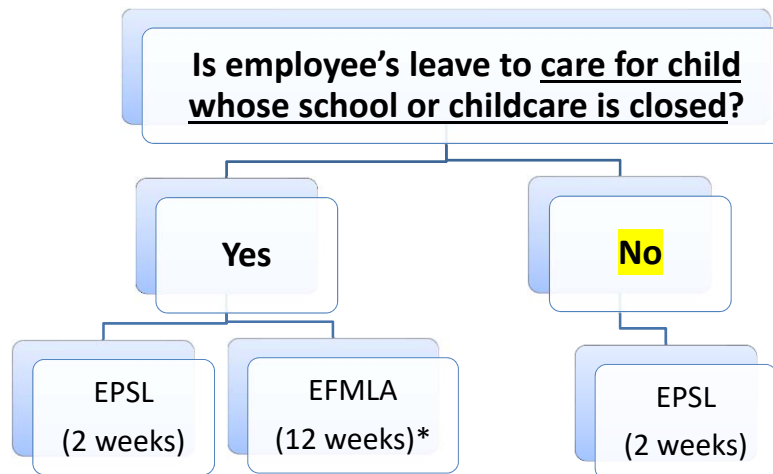 Is employee’s leave to care for child
whose school or childcare is closed?
Yes
No
EPSL
(2 weeks)
EFMLA
(12 weeks)*
EPSL
(2 weeks)